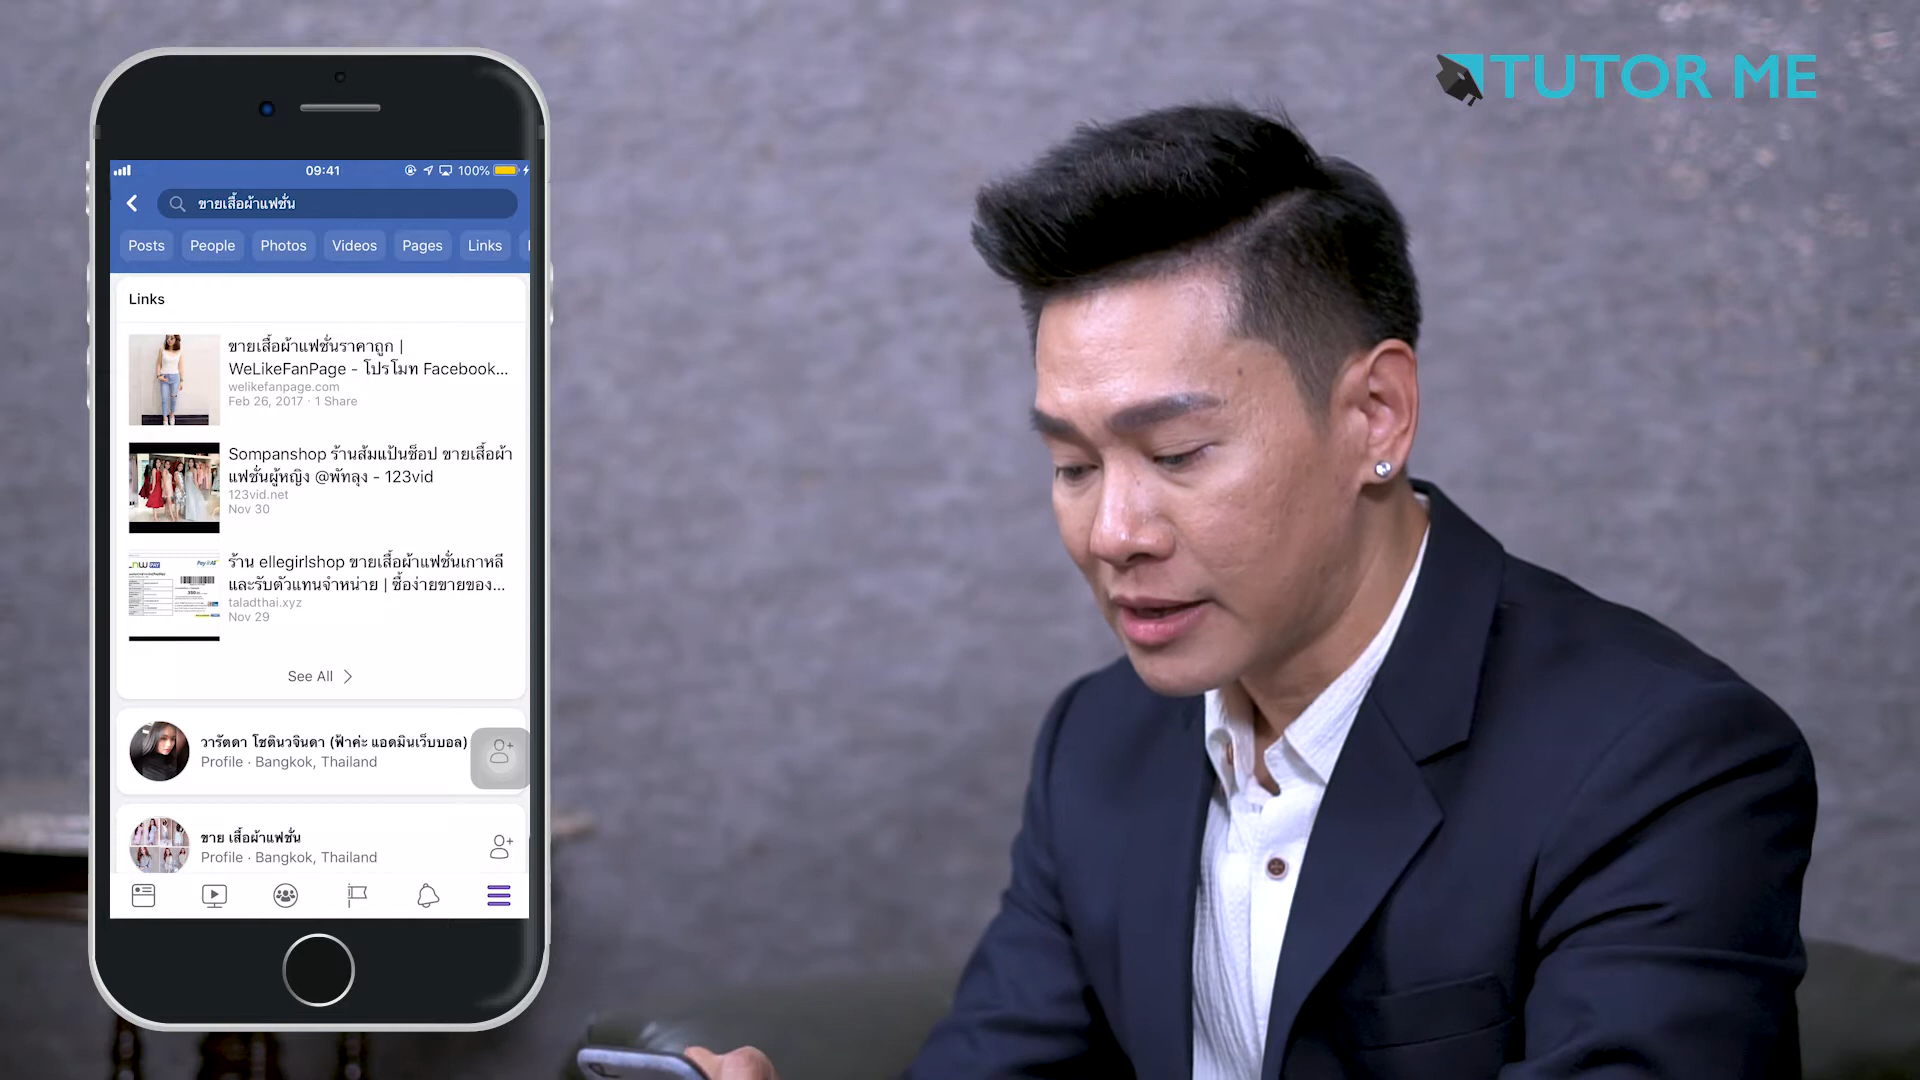 TUTOR ME
09:41
100%
ขายเสื้อผ้าแฟชั่น
Posts
People
Photos
Videos
Pages
Links
Links
ขายเสื้อผ้าแฟชั่นราคาถูก |
WeLikeFanPage - โปรโมท Facebook...
welikefanpage.com
Feb 26, 2017 · 1 Share
Sompanshop ร้านส้มแป้นช็อป ขายเสื้อผ้า
แฟชั่นผู้หญิง @พัทลุง - 123vid
123vid.net
Nov 30
ร้าน ellegirlshop ขายเสื้อผ้าแฟชั่นเกาหลี
และรับตัวแทนจำหน่าย | ซื้อง่ายขายของ...
taladthai.xyz
Nov 29
See All
วารัตดา โชตินวจินดา (ฟ้าค่ะ แอดมินเว็บบอล)
Profile · Bangkok, Thailand
ขาย เสื้อผ้าแฟชั่น
Profile · Bangkok, Thailand